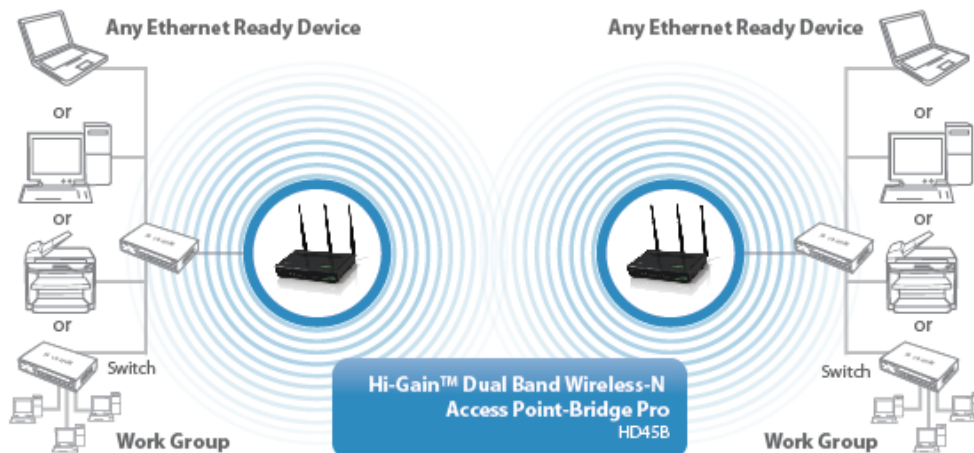 Any Ethernet Ready Device
or
or
or
Switch
Work Group
Any Ethernet Ready Device
or
or
or
Switch
Work Group
Hi-Gain™ Dual Band Wireless-N
Access Point-Bridge Pro
HD45B